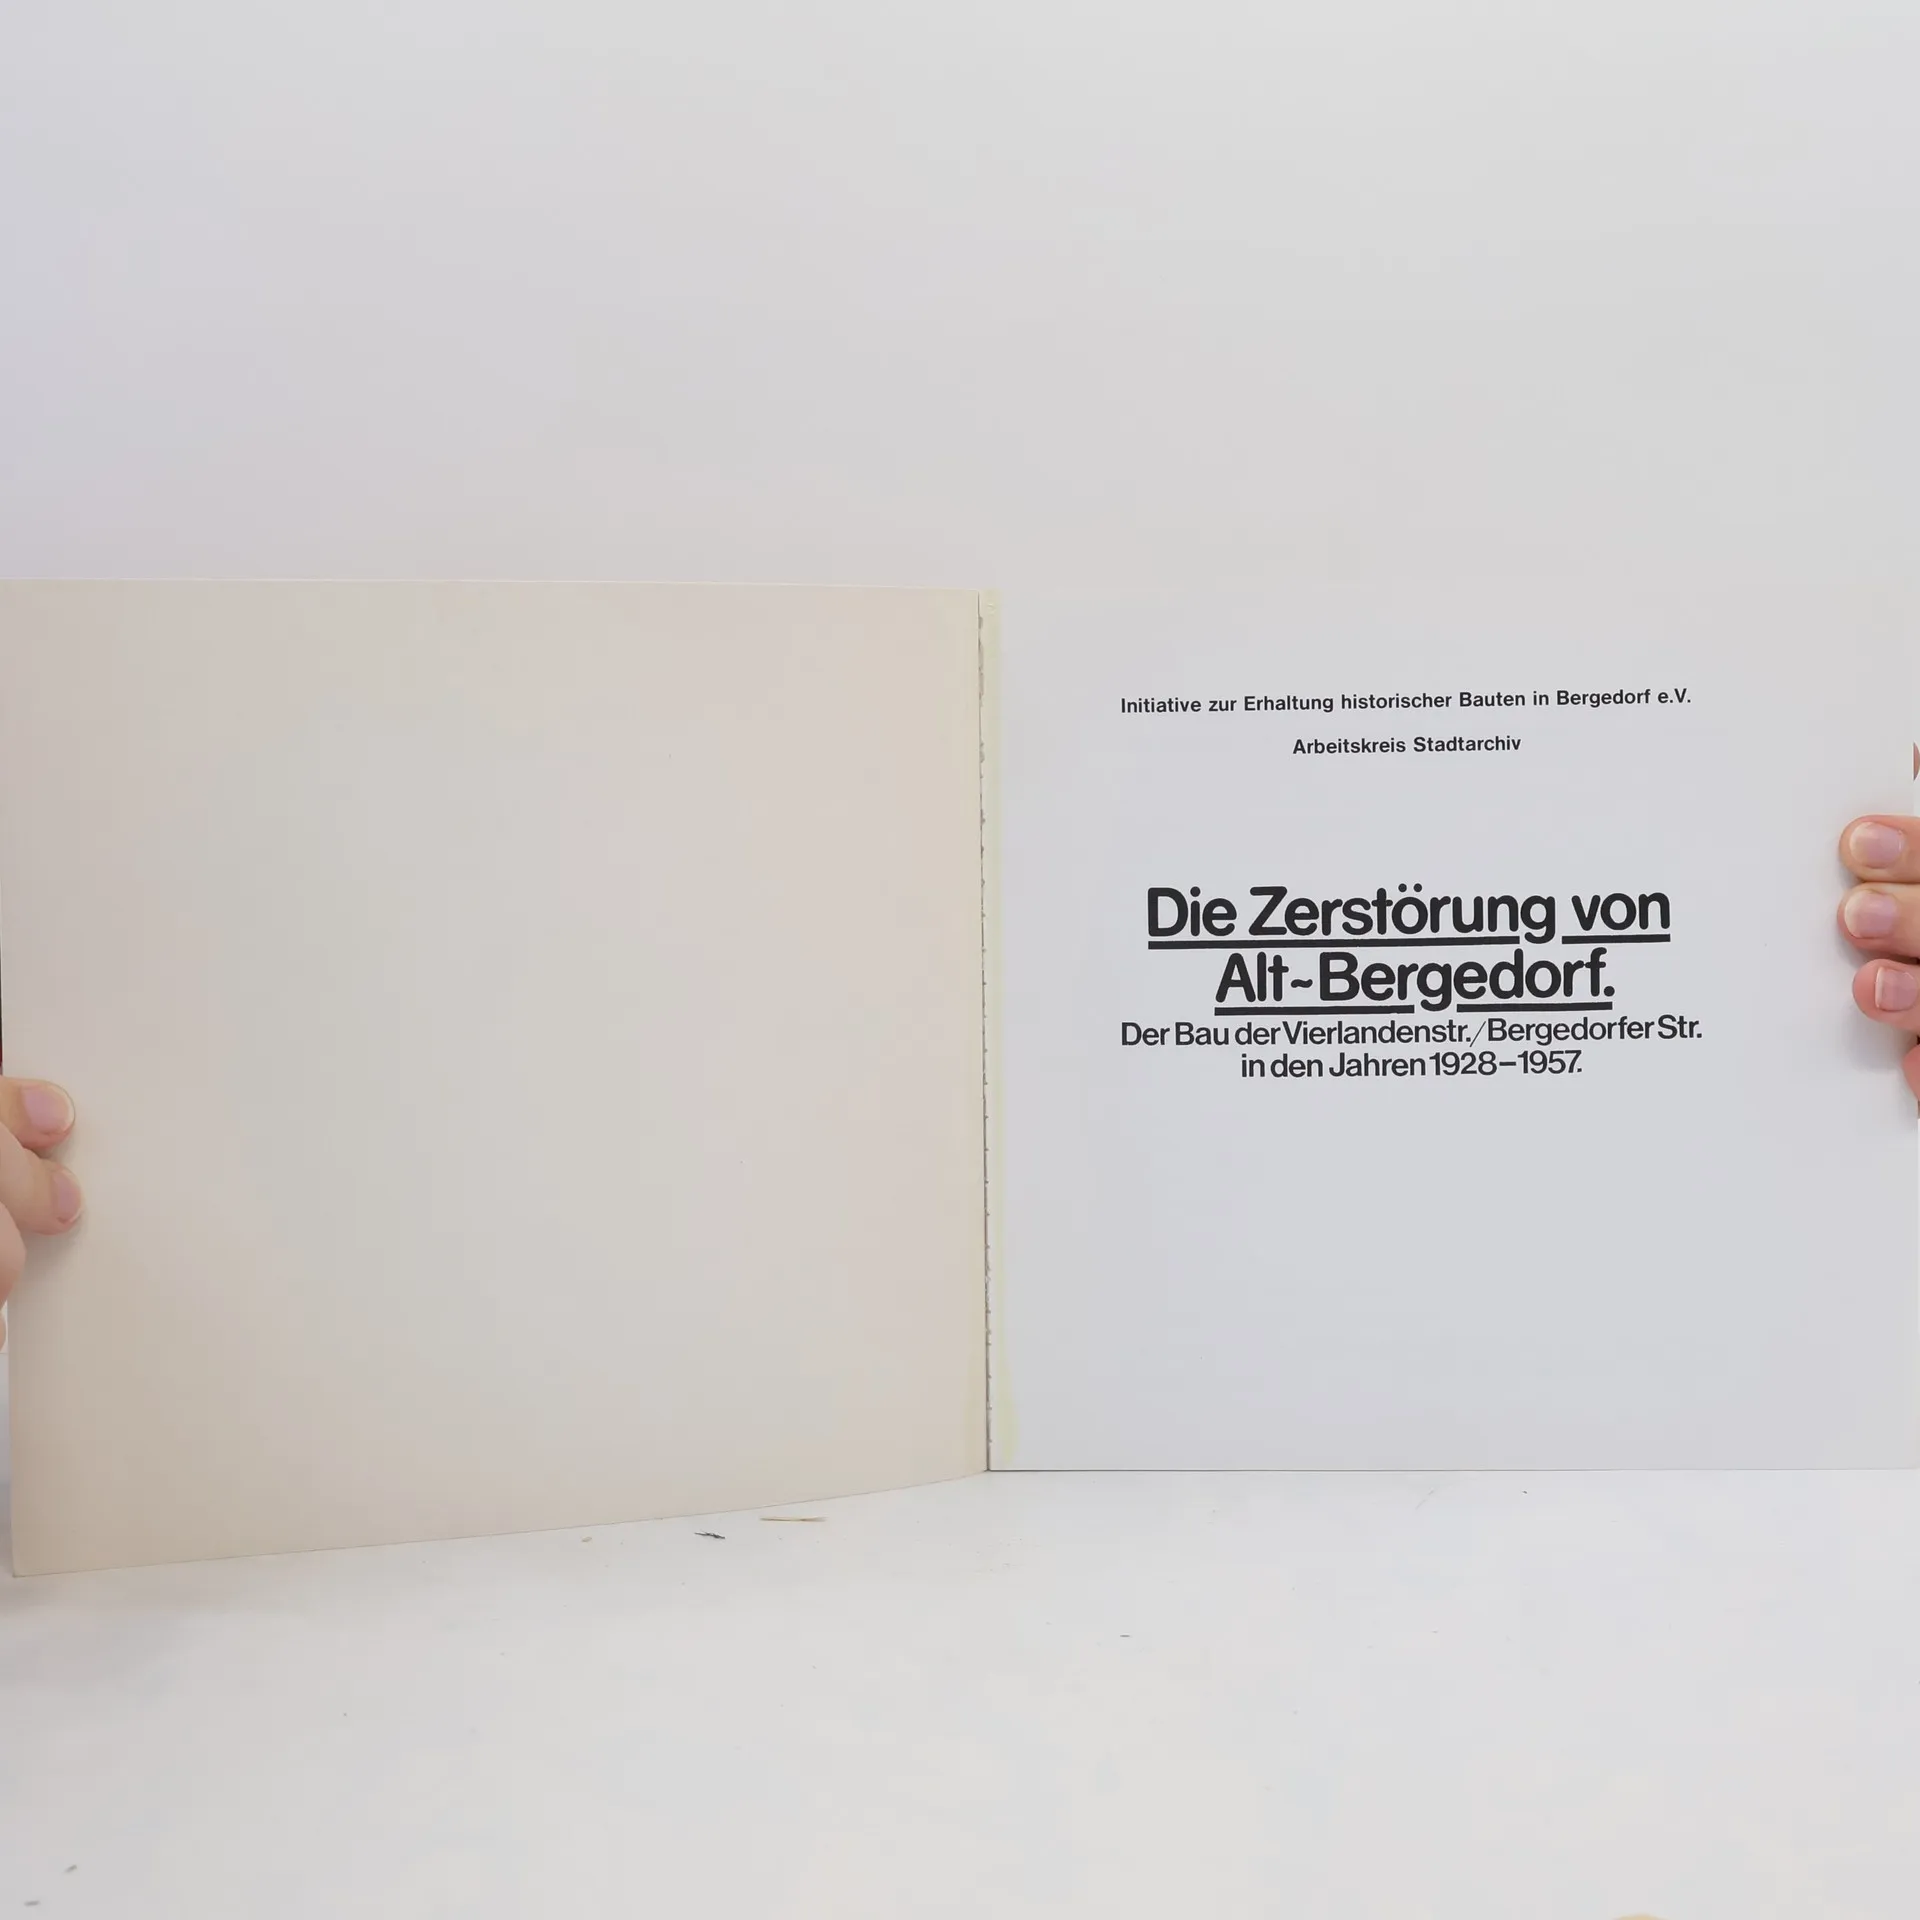 Initiative zur Erhaltung historischer Bauten in Bergedorf e.V.
Arbeitskreis Stadtarchiv
Die Zerstörung von
Alt~Bergedorf.
Der Bau der Vierlandenstr./Bergedorfer Str.
in den Jahren 1928–1957.